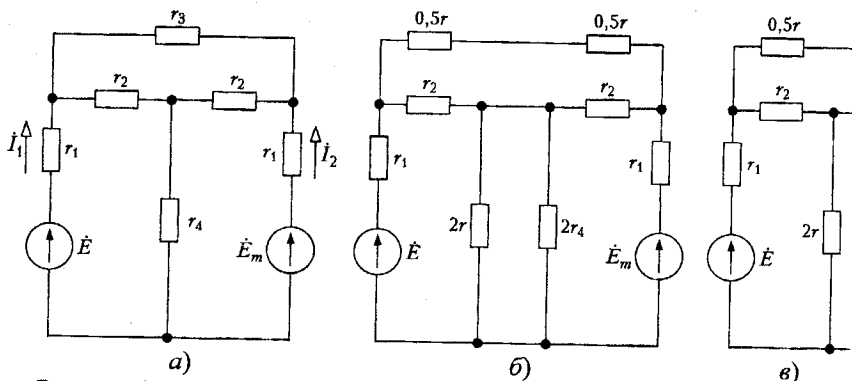 r₃
r₂ r₂
İ₁ r₁ r₁ İ₂
r₄
Ė Ėₘ
а)
0,5r 0,5r
r₂ r₂
r₁ r₁
2r 2r₄
Ė Ėₘ
б)
0,5r
r₂
r₁
2r
Ė
в)